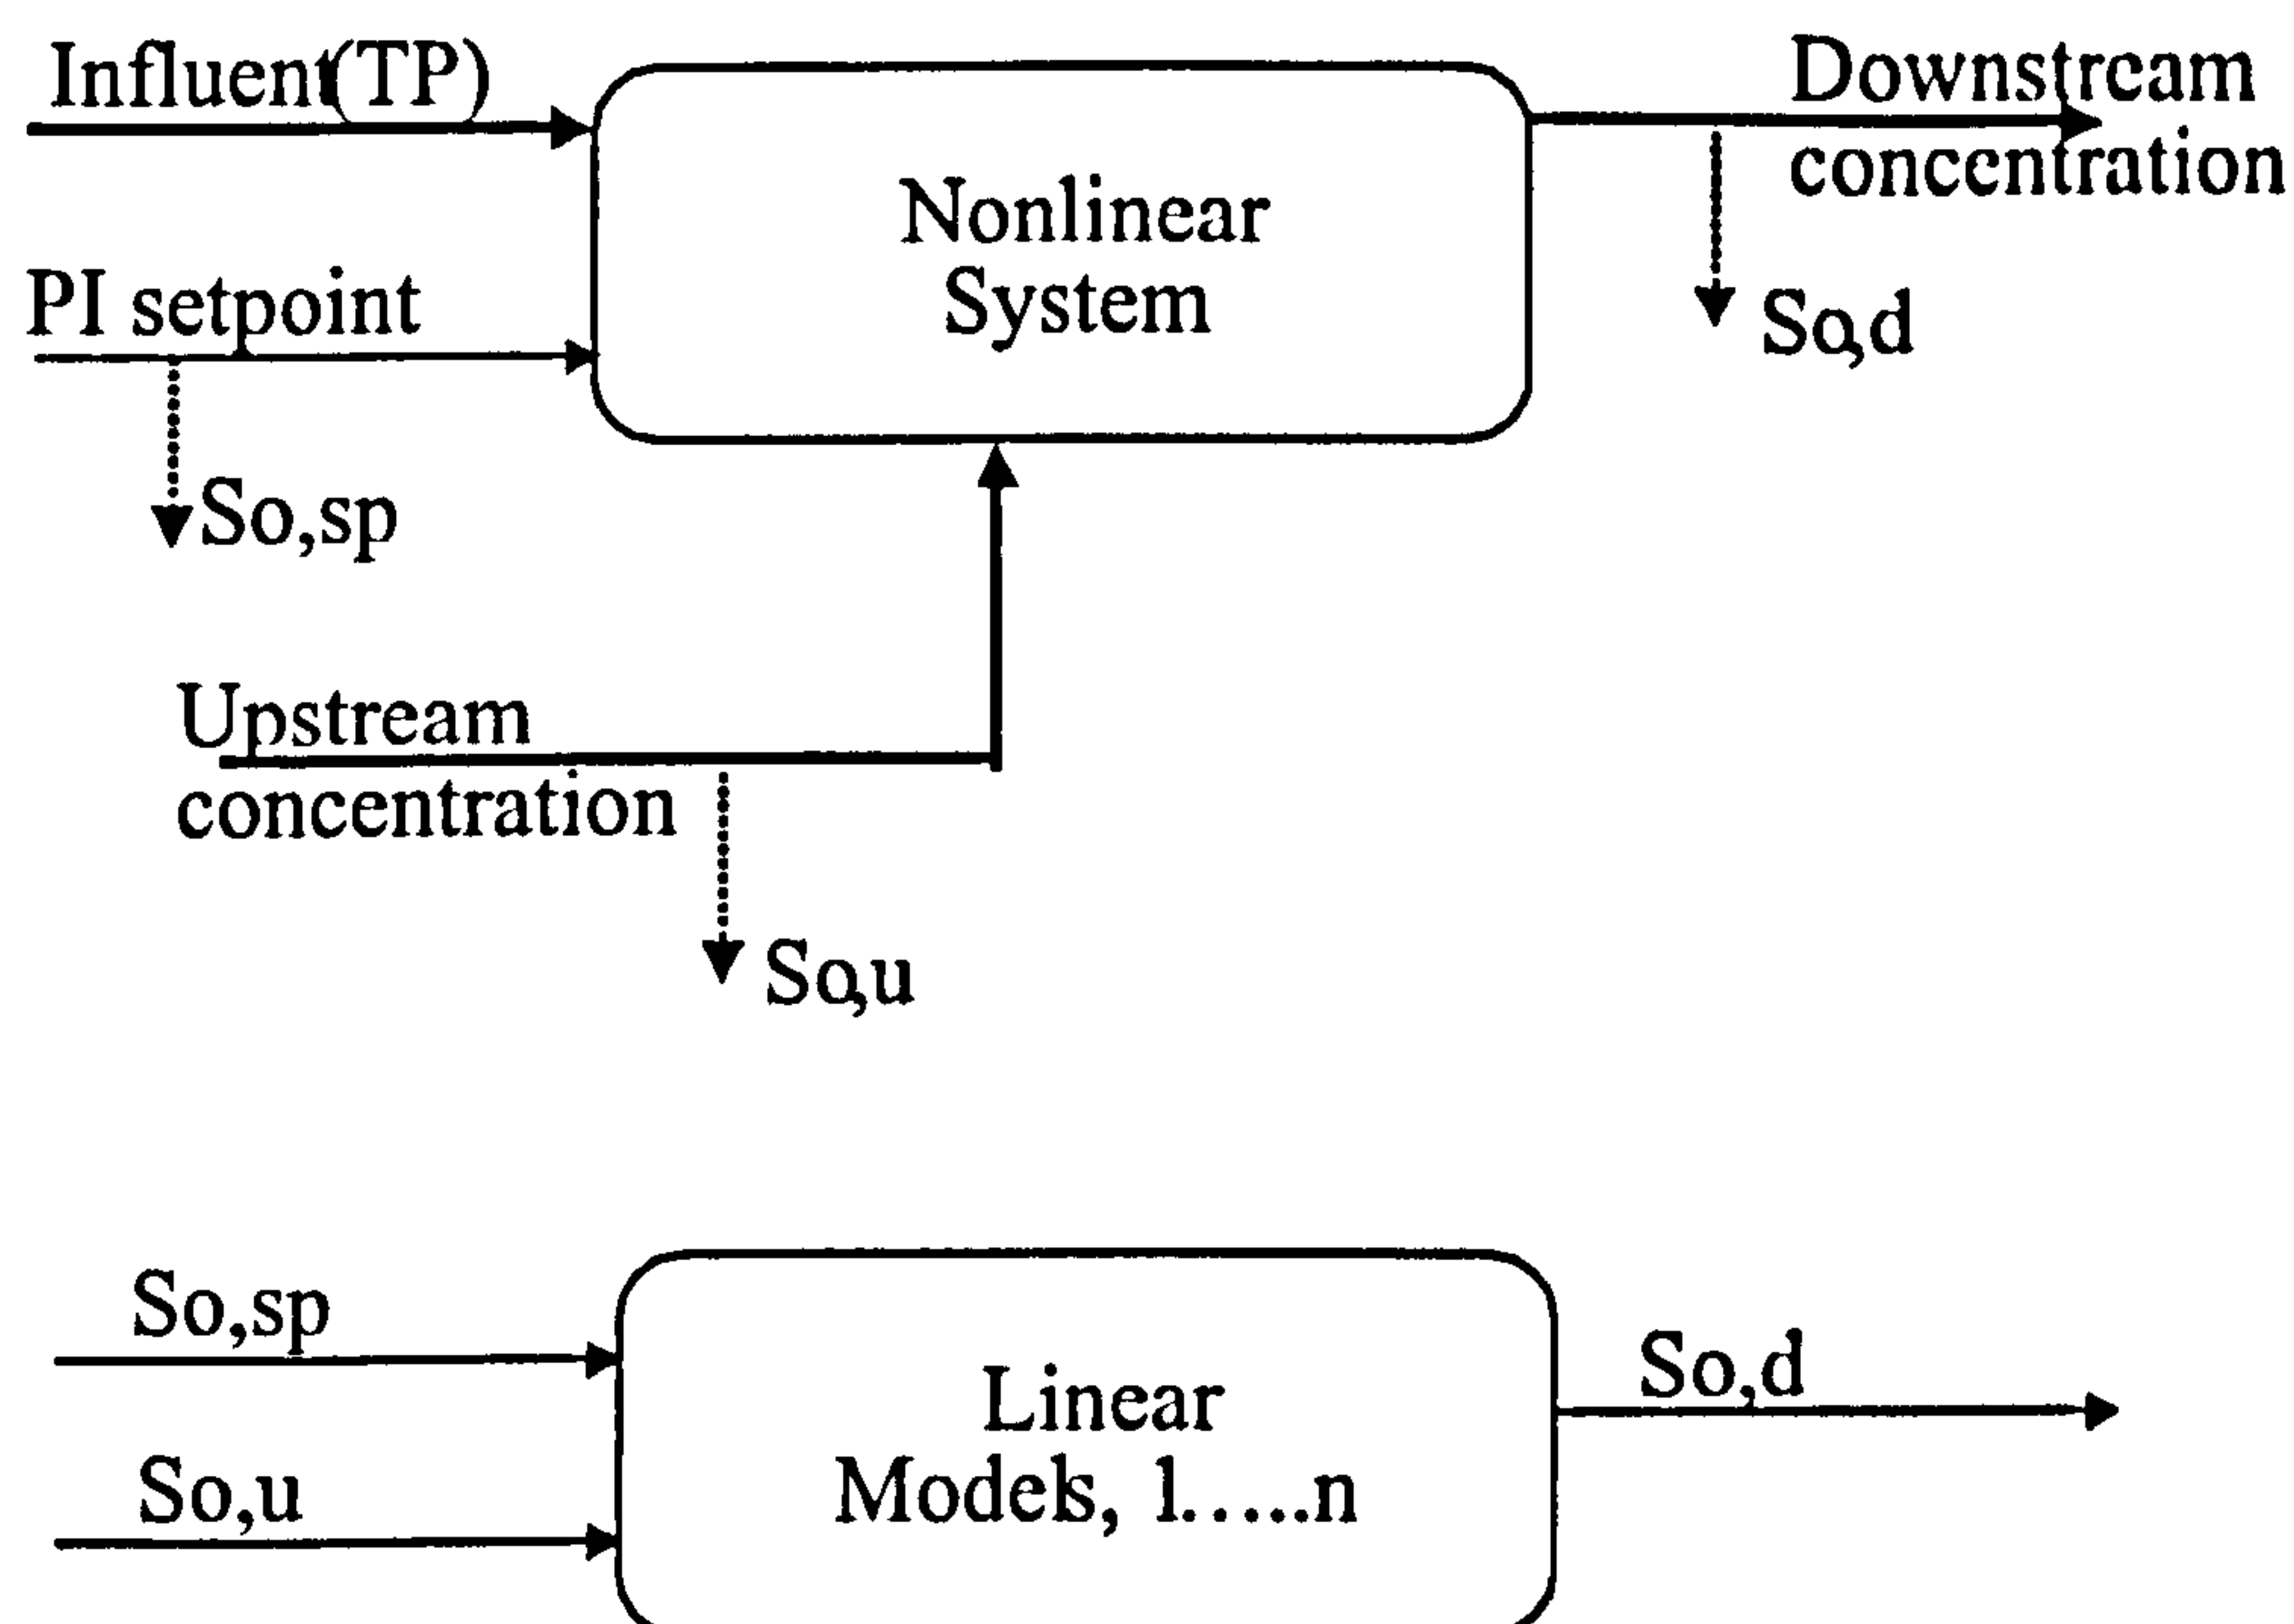 Influent(TP)
Downstream
concentration
Nonlinear
System
PI setpoint
So,d
So,sp
Upstream
concentration
So,u
So,sp
Linear
Models, 1.....n
So,d
So,u